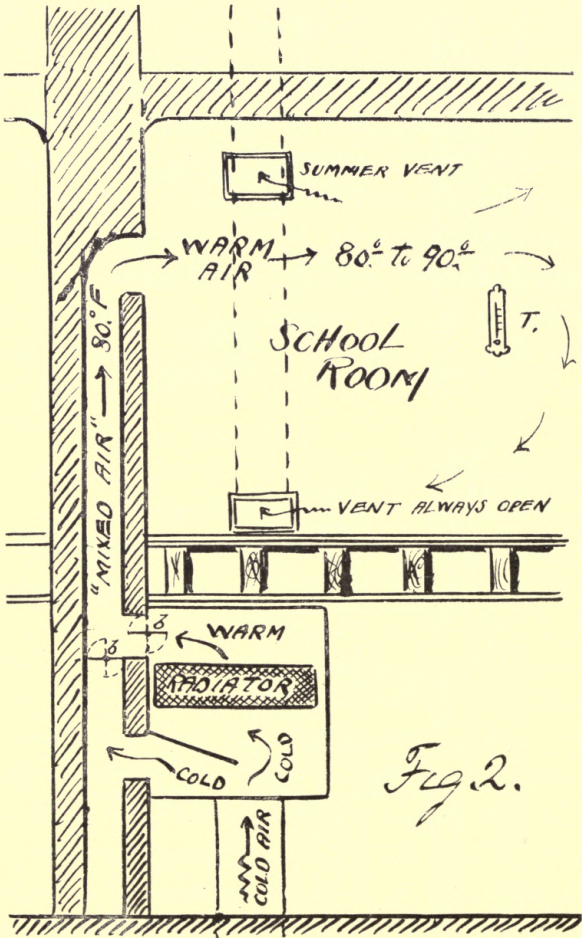 SUMMER VENT
WARM
AIR
80° to 90°
T.
SCHOOL
ROOM
"MIXED AIR" 80°F
VENT ALWAYS OPEN
WARM
RADIATOR
COLD
COLD
COLD AIR
Fig. 2.